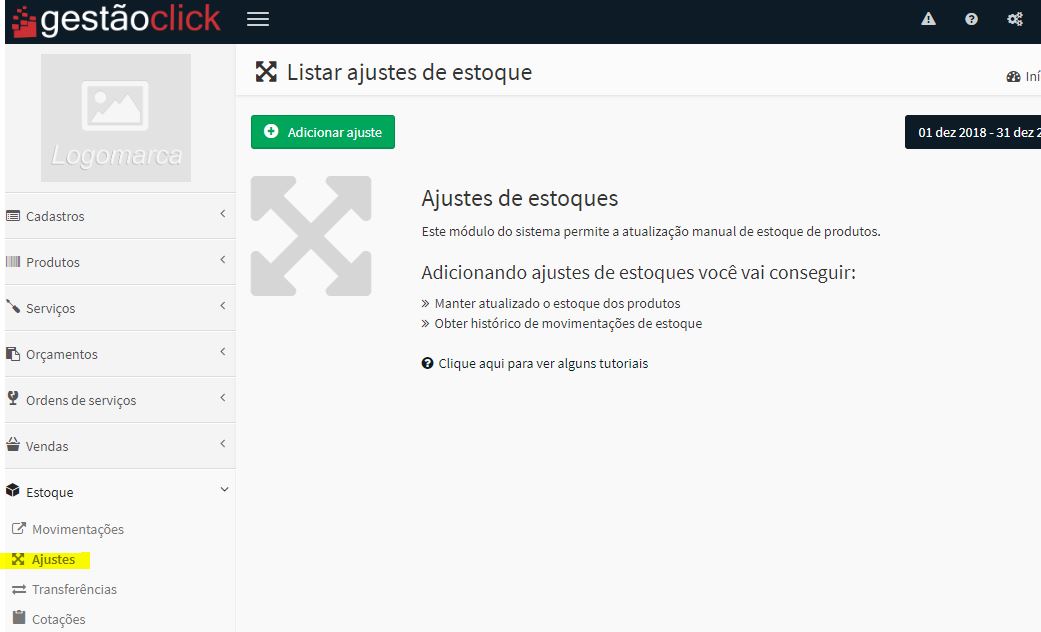 gestãoclick
Listar ajustes de estoque
Iní
Logomarca
Adicionar ajuste
01 dez 2018 - 31 dez 2
Cadastros
Produtos
Serviços
Orçamentos
Ordens de serviços
Vendas
Estoque
Movimentações
Ajustes
Transferências
Cotações
Ajustes de estoques
Este módulo do sistema permite a atualização manual de estoque de produtos.
Adicionando ajustes de estoques você vai conseguir:
» Manter atualizado o estoque dos produtos
» Obter histórico de movimentações de estoque
Clique aqui para ver alguns tutoriais